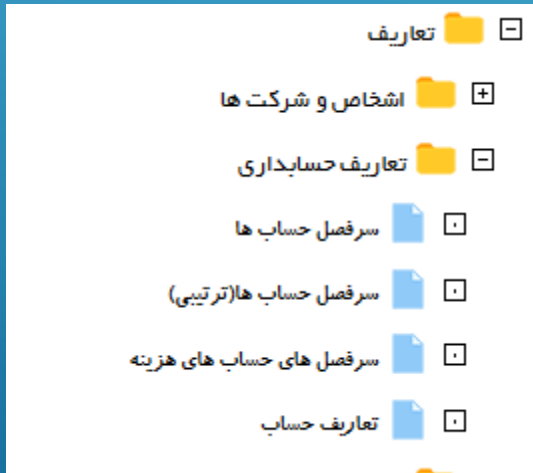 تعاریف
اشخاص و شرکت ها
تعاریف حسابداری
سرفصل حساب ها
سرفصل حساب ها(ترتیبی)
سرفصل های حساب های هزینه
تعاریف حساب